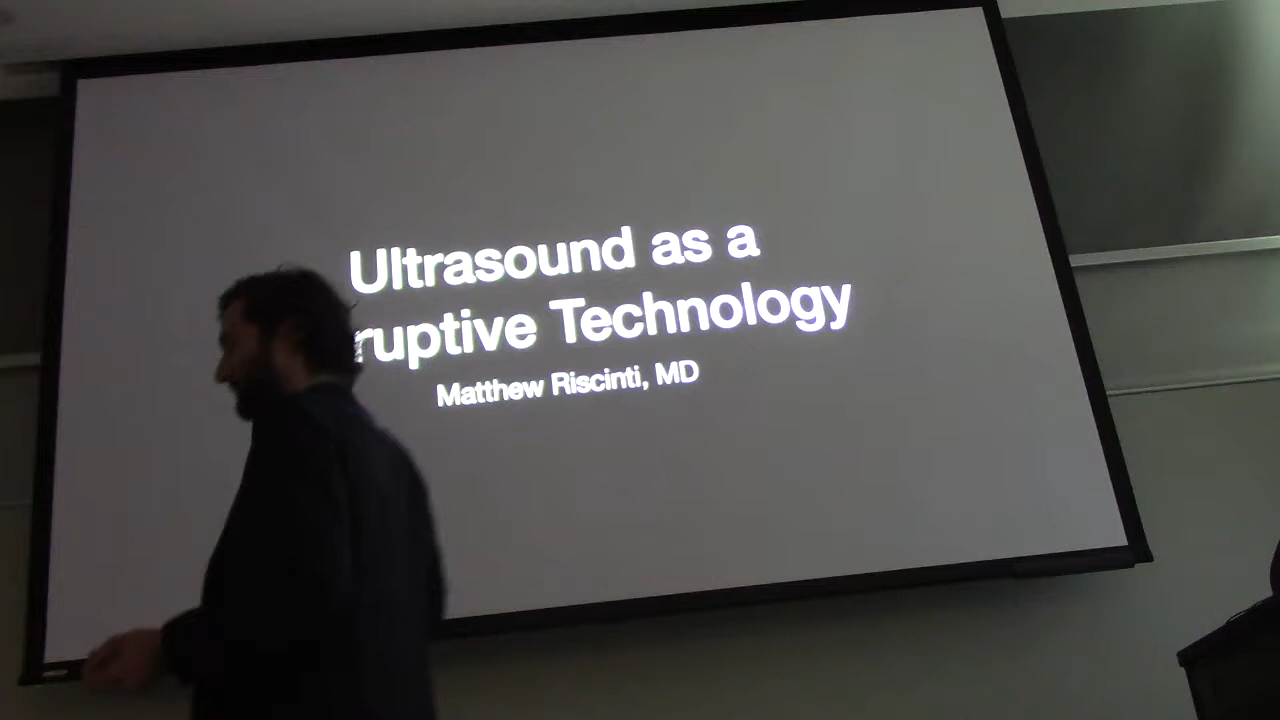 Ultrasound as a
ruptive Technology
Matthew Riscinti, MD